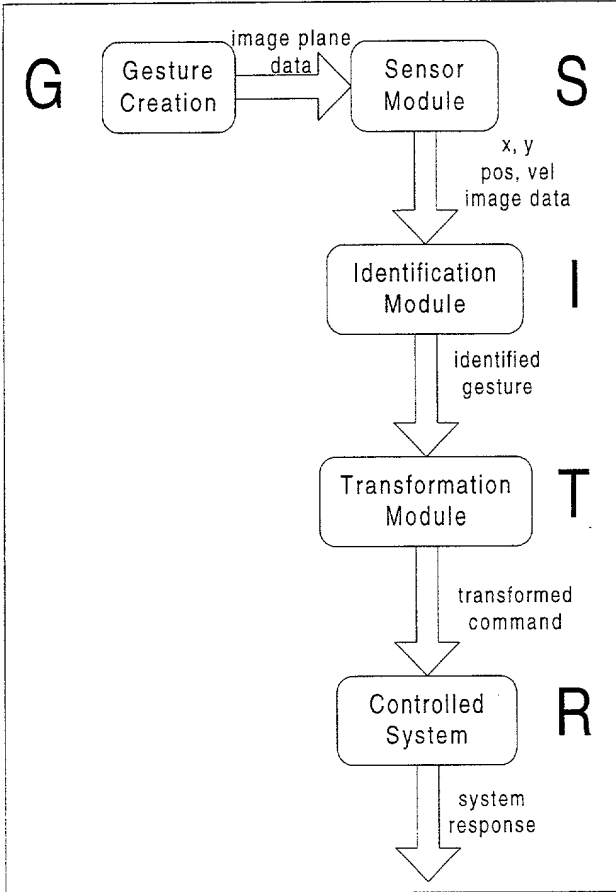 G
Gesture
Creation
image plane
data
Sensor
Module
S
x, y
pos, vel
image data
Identification
Module
I
identified
gesture
Transformation
Module
T
transformed
command
Controlled
System
R
system
response